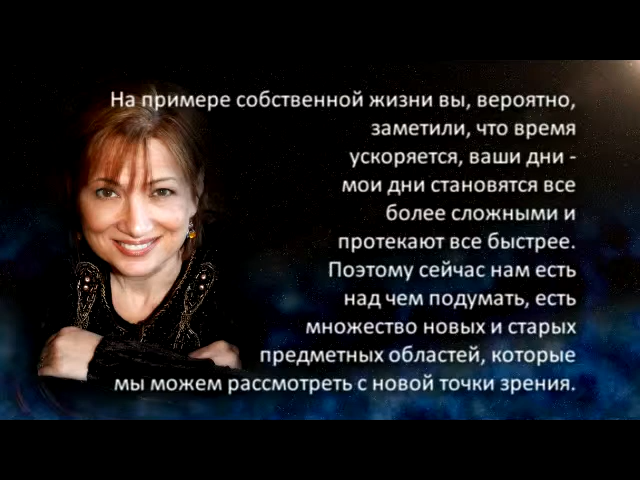 На примере собственной жизни вы, вероятно,
заметили, что время
ускоряется, ваши дни -
мои дни становятся все
более сложными и
протекают все быстрее.
Поэтому сейчас нам есть
над чем подумать, есть
множество новых и старых
предметных областей, которые
мы можем рассмотреть с новой точки зрения.